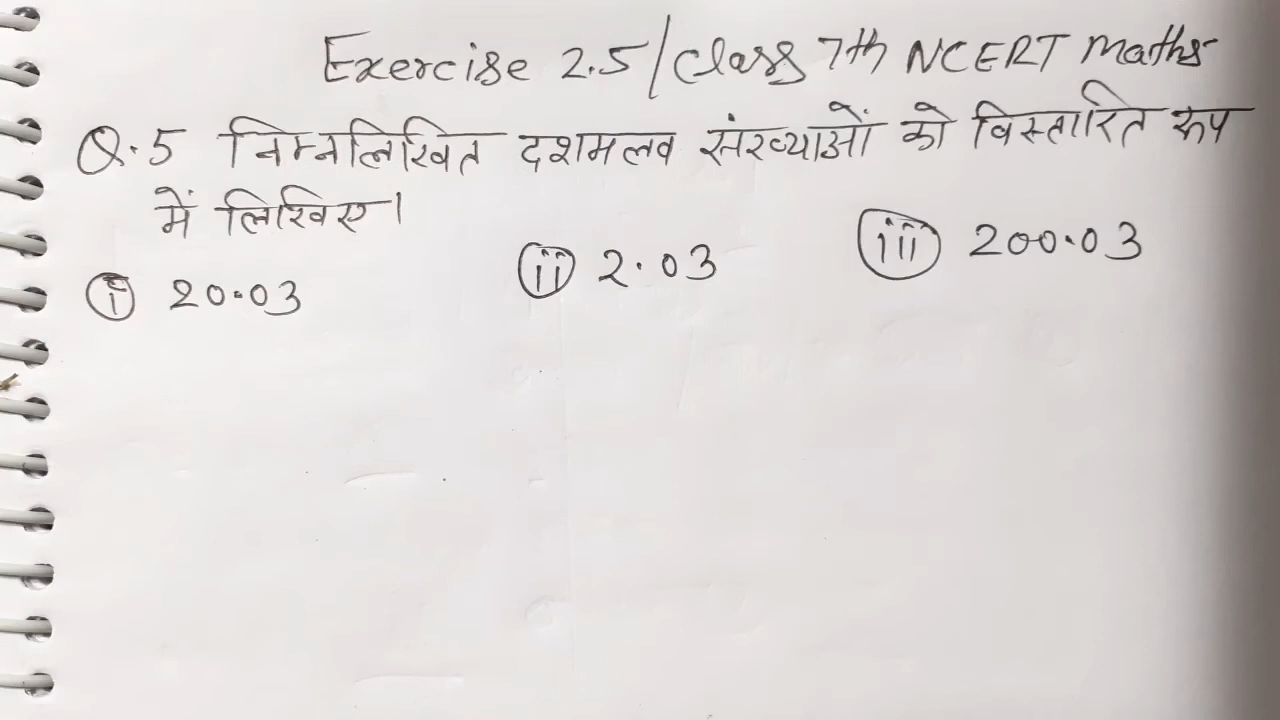 Exercise 2.5/Class 7th NCERT Maths
Q.5 निम्नलिखित दशमलव संख्याओं को विस्तारित रूप
में लिखिए।
(i) 20.03 (ii) 2.03 (iii) 200.03